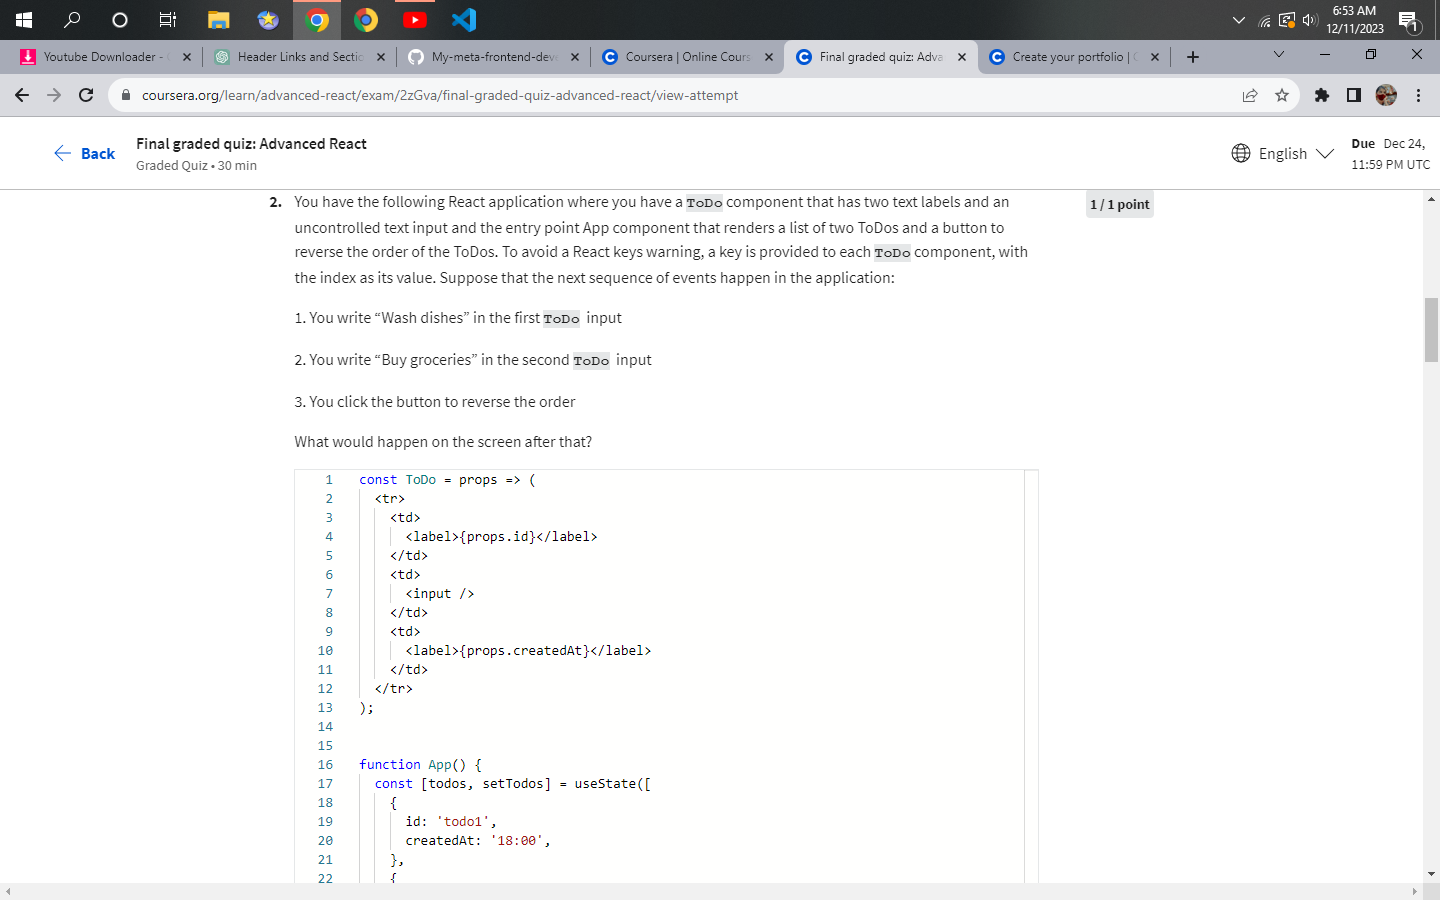 6:53 AM
12/11/2023
1
Youtube Downloader -
Header Links and Sectio
My-meta-frontend-deve
Coursera | Online Cours
Final graded quiz: Adva
Create your portfolio | C
coursera.org/learn/advanced-react/exam/2zGva/final-graded-quiz-advanced-react/view-attempt
Back
Final graded quiz: Advanced React
Graded Quiz • 30 min
English
Due Dec 24,
11:59 PM UTC
2. You have the following React application where you have a ToDo component that has two text labels and an
uncontrolled text input and the entry point App component that renders a list of two ToDos and a button to
reverse the order of the ToDos. To avoid a React keys warning, a key is provided to each ToDo component, with
the index as its value. Suppose that the next sequence of events happen in the application:
1 / 1 point
1. You write “Wash dishes” in the first ToDo input
2. You write “Buy groceries” in the second ToDo input
3. You click the button to reverse the order
What would happen on the screen after that?
1 const ToDo = props => (
2 <tr>
3 <td>
4 <label>{props.id}</label>
5 </td>
6 <td>
7 <input />
8 </td>
9 <td>
10 <label>{props.createdAt}</label>
11 </td>
12 </tr>
13 );
14
15
16 function App() {
17 const [todos, setTodos] = useState([
18 {
19 id: 'todo1',
20 createdAt: '18:00',
21 },
22 {